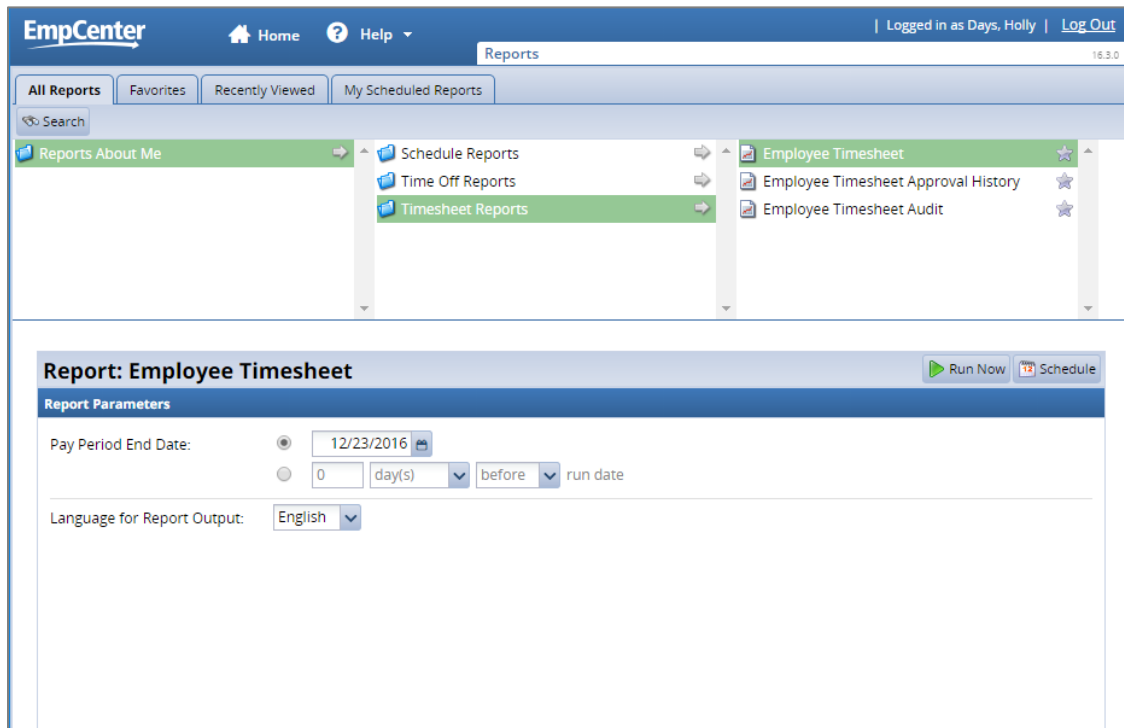 EmpCenter Home ? Help | Logged in as Days, Holly | Log Out
Reports 16.3.0
All Reports Favorites Recently Viewed My Scheduled Reports
Search
Reports About Me Schedule Reports Employee Timesheet
Time Off Reports Employee Timesheet Approval History
Timesheet Reports Employee Timesheet Audit
Report: Employee Timesheet Run Now 12 Schedule
Report Parameters
Pay Period End Date: 12/23/2016
0 day(s) before run date
Language for Report Output: English